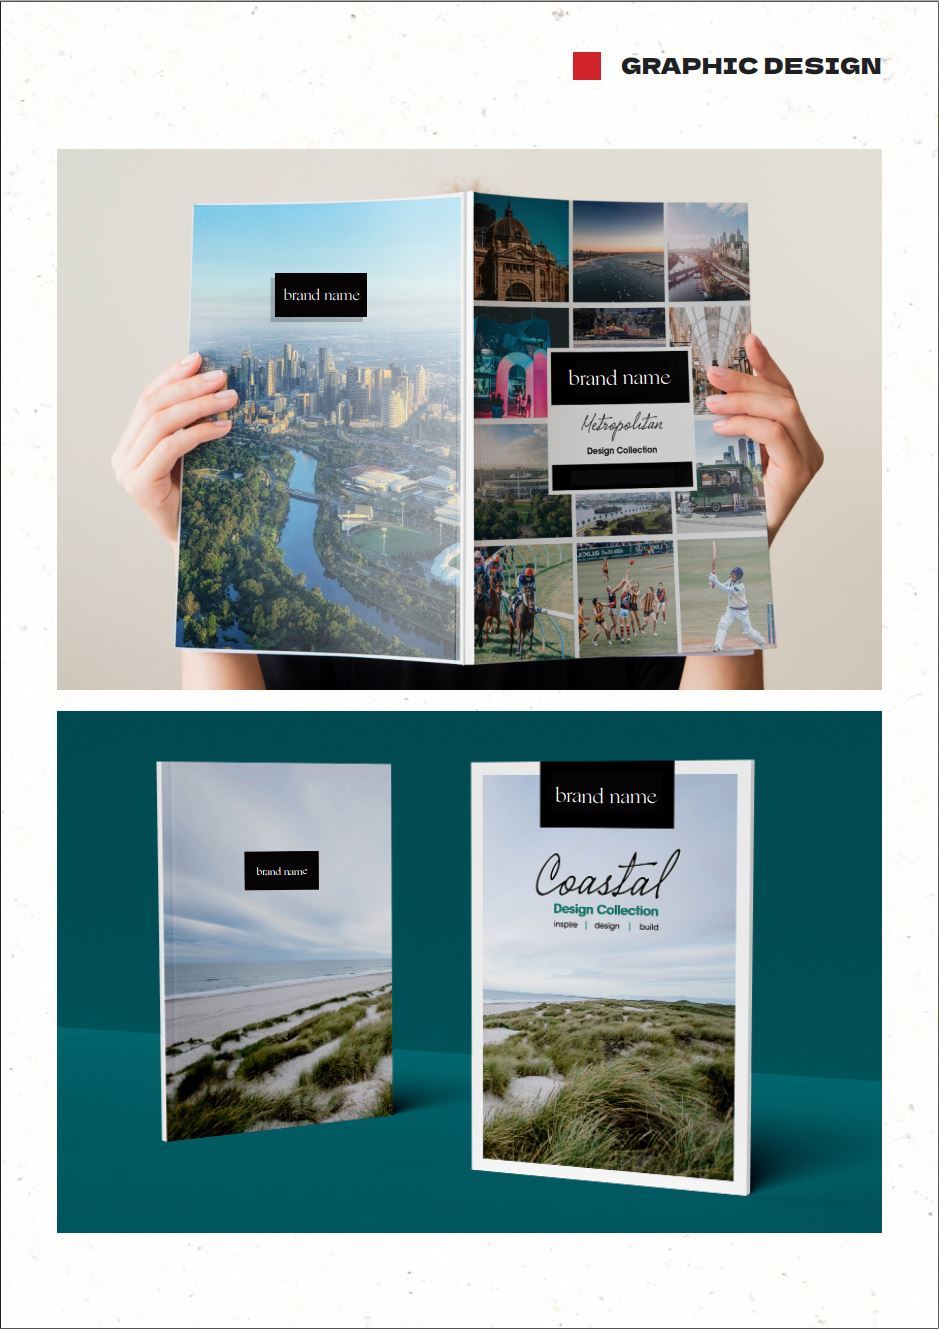 GRAPHIC DESIGN
brand name
brand name
Metropolitan
Design Collection
LEXUS
brand name
brand name
Coastal
Design Collection
inspire | design | build